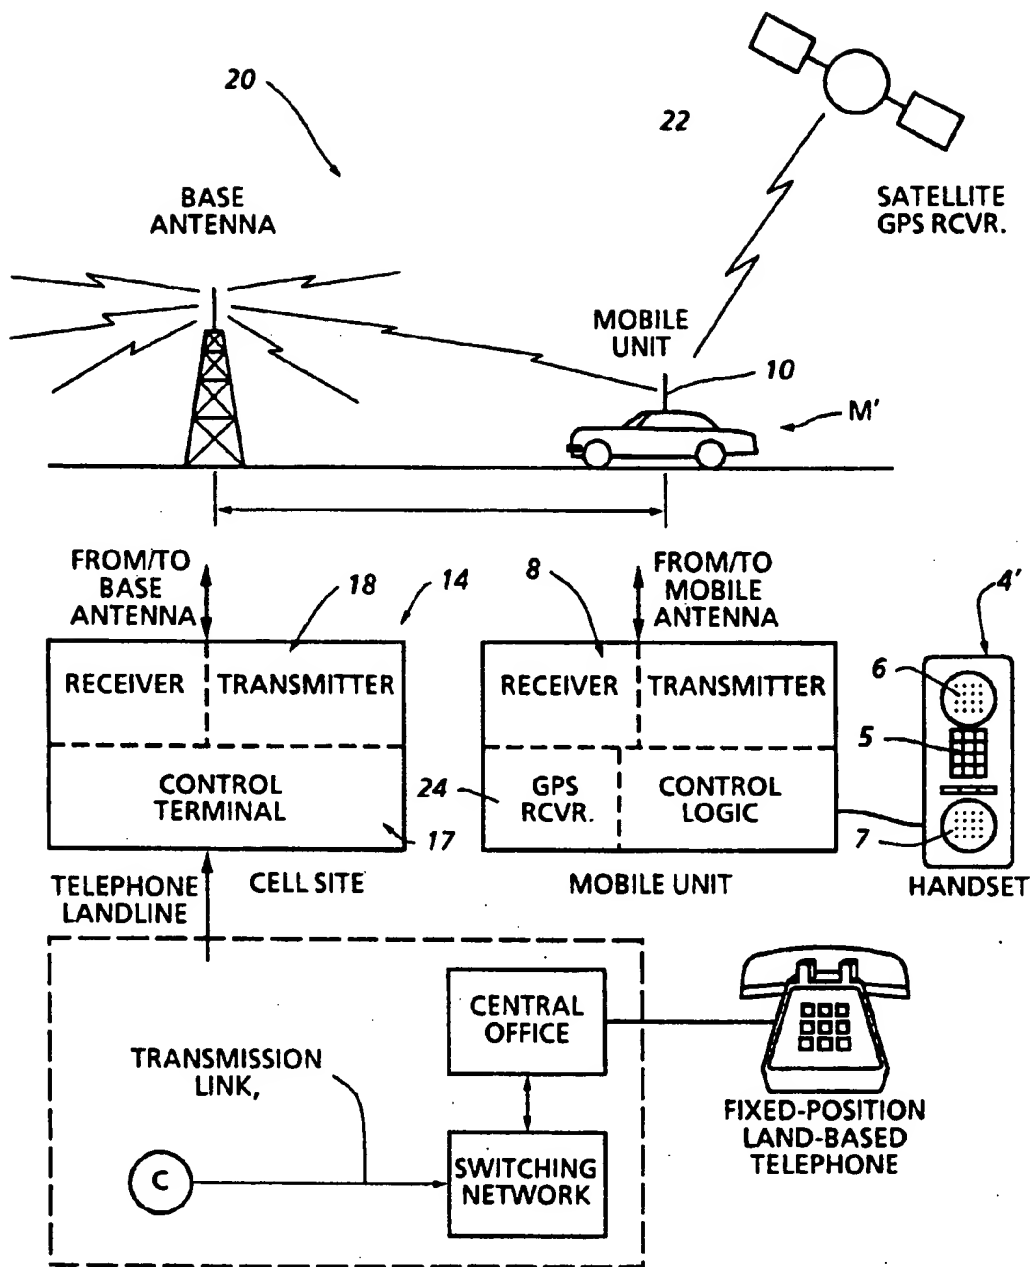 20
22
BASE
ANTENNA
SATELLITE
GPS RCVR.
MOBILE
UNIT
10
M'
FROM/TO
BASE
ANTENNA
18
14
8
FROM/TO
MOBILE
ANTENNA
4'
RECEIVER
TRANSMITTER
RECEIVER
TRANSMITTER
6
5
CONTROL
TERMINAL
17
24
GPS
RCVR.
CONTROL
LOGIC
7
TELEPHONE
LANDLINE
CELL SITE
MOBILE UNIT
HANDSET
CENTRAL
OFFICE
TRANSMISSION
LINK,
C
SWITCHING
NETWORK
FIXED-POSITION
LAND-BASED
TELEPHONE